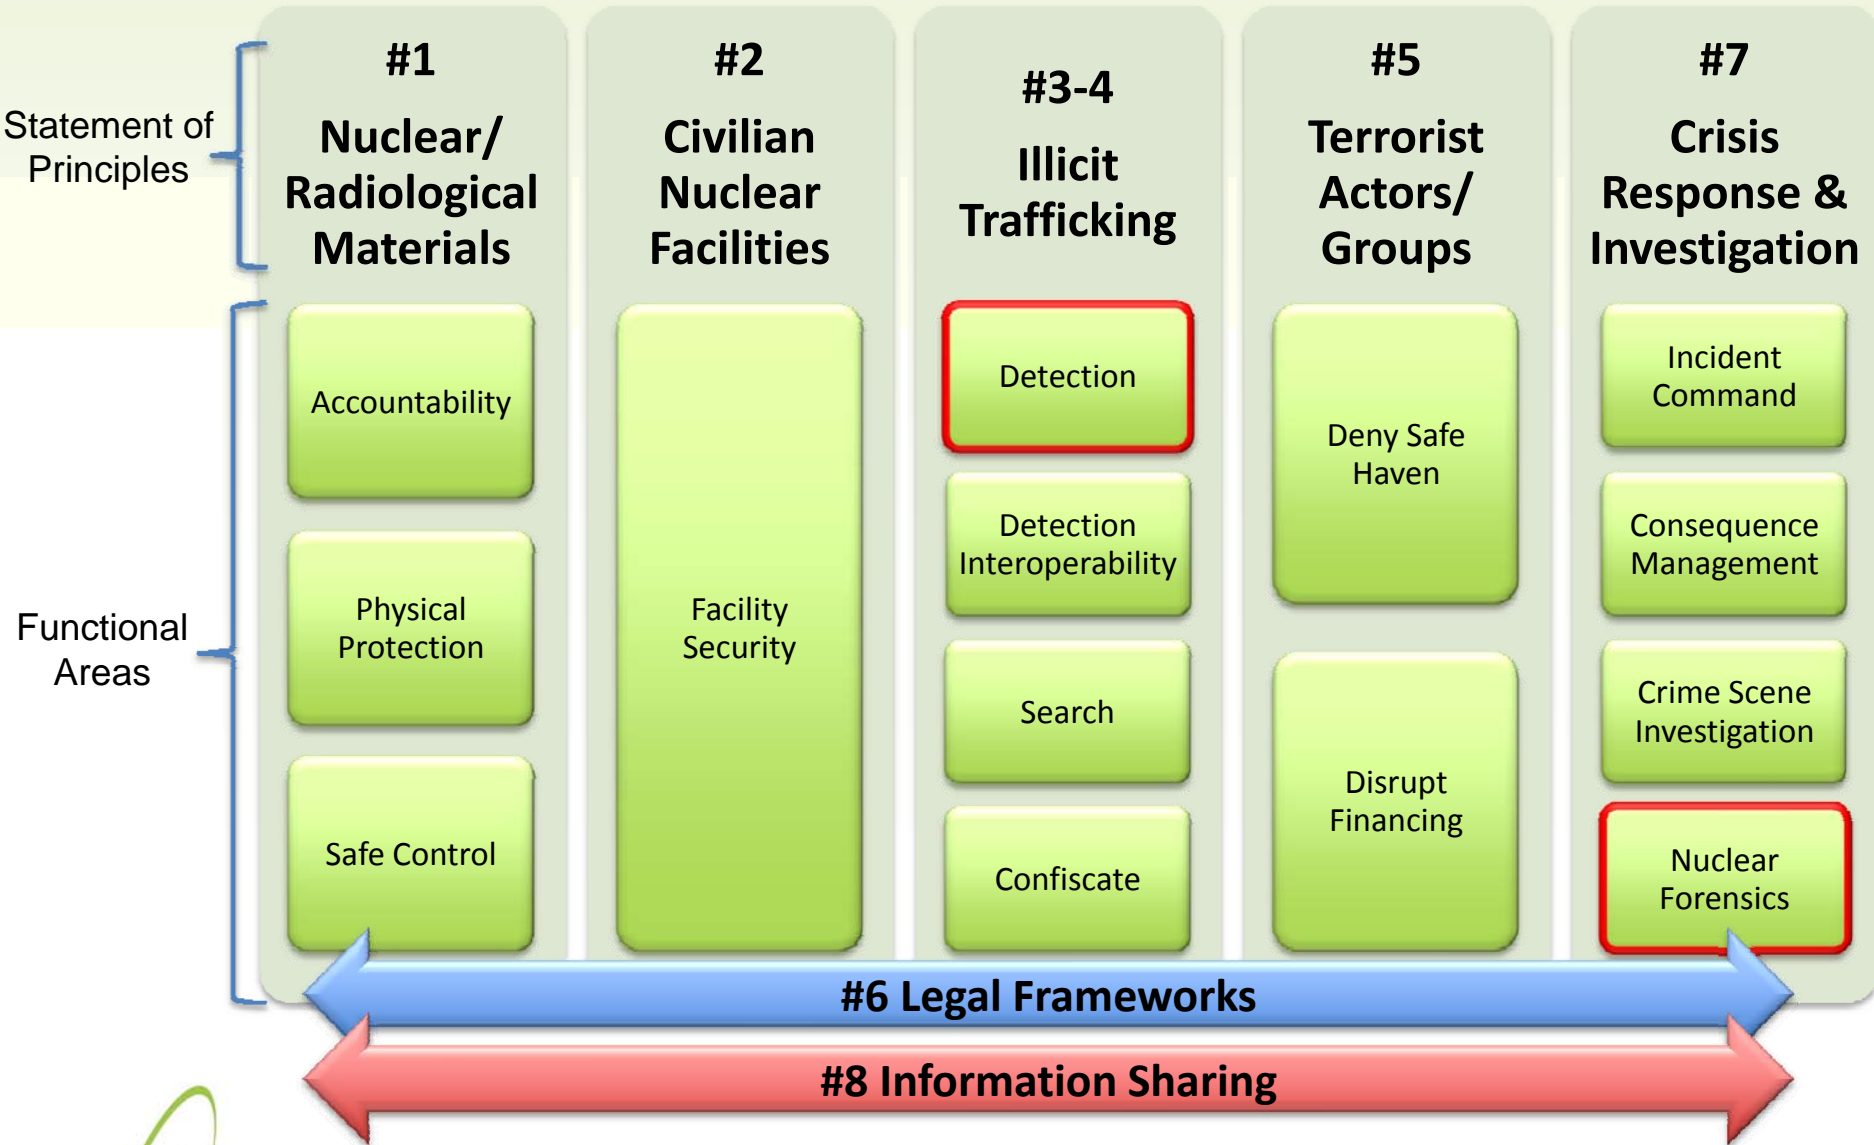 Statement of
Principles
#1
Nuclear/
Radiological
Materials
#2
Civilian
Nuclear
Facilities
#3-4
Illicit
Trafficking
#5
Terrorist
Actors/
Groups
#7
Crisis
Response &
Investigation
Functional
Areas
Accountability
Physical
Protection
Safe Control
Facility
Security
Detection
Detection
Interoperability
Search
Confiscate
Deny Safe
Haven
Disrupt
Financing
Incident
Command
Consequence
Management
Crime Scene
Investigation
Nuclear
Forensics
#6 Legal Frameworks
#8 Information Sharing